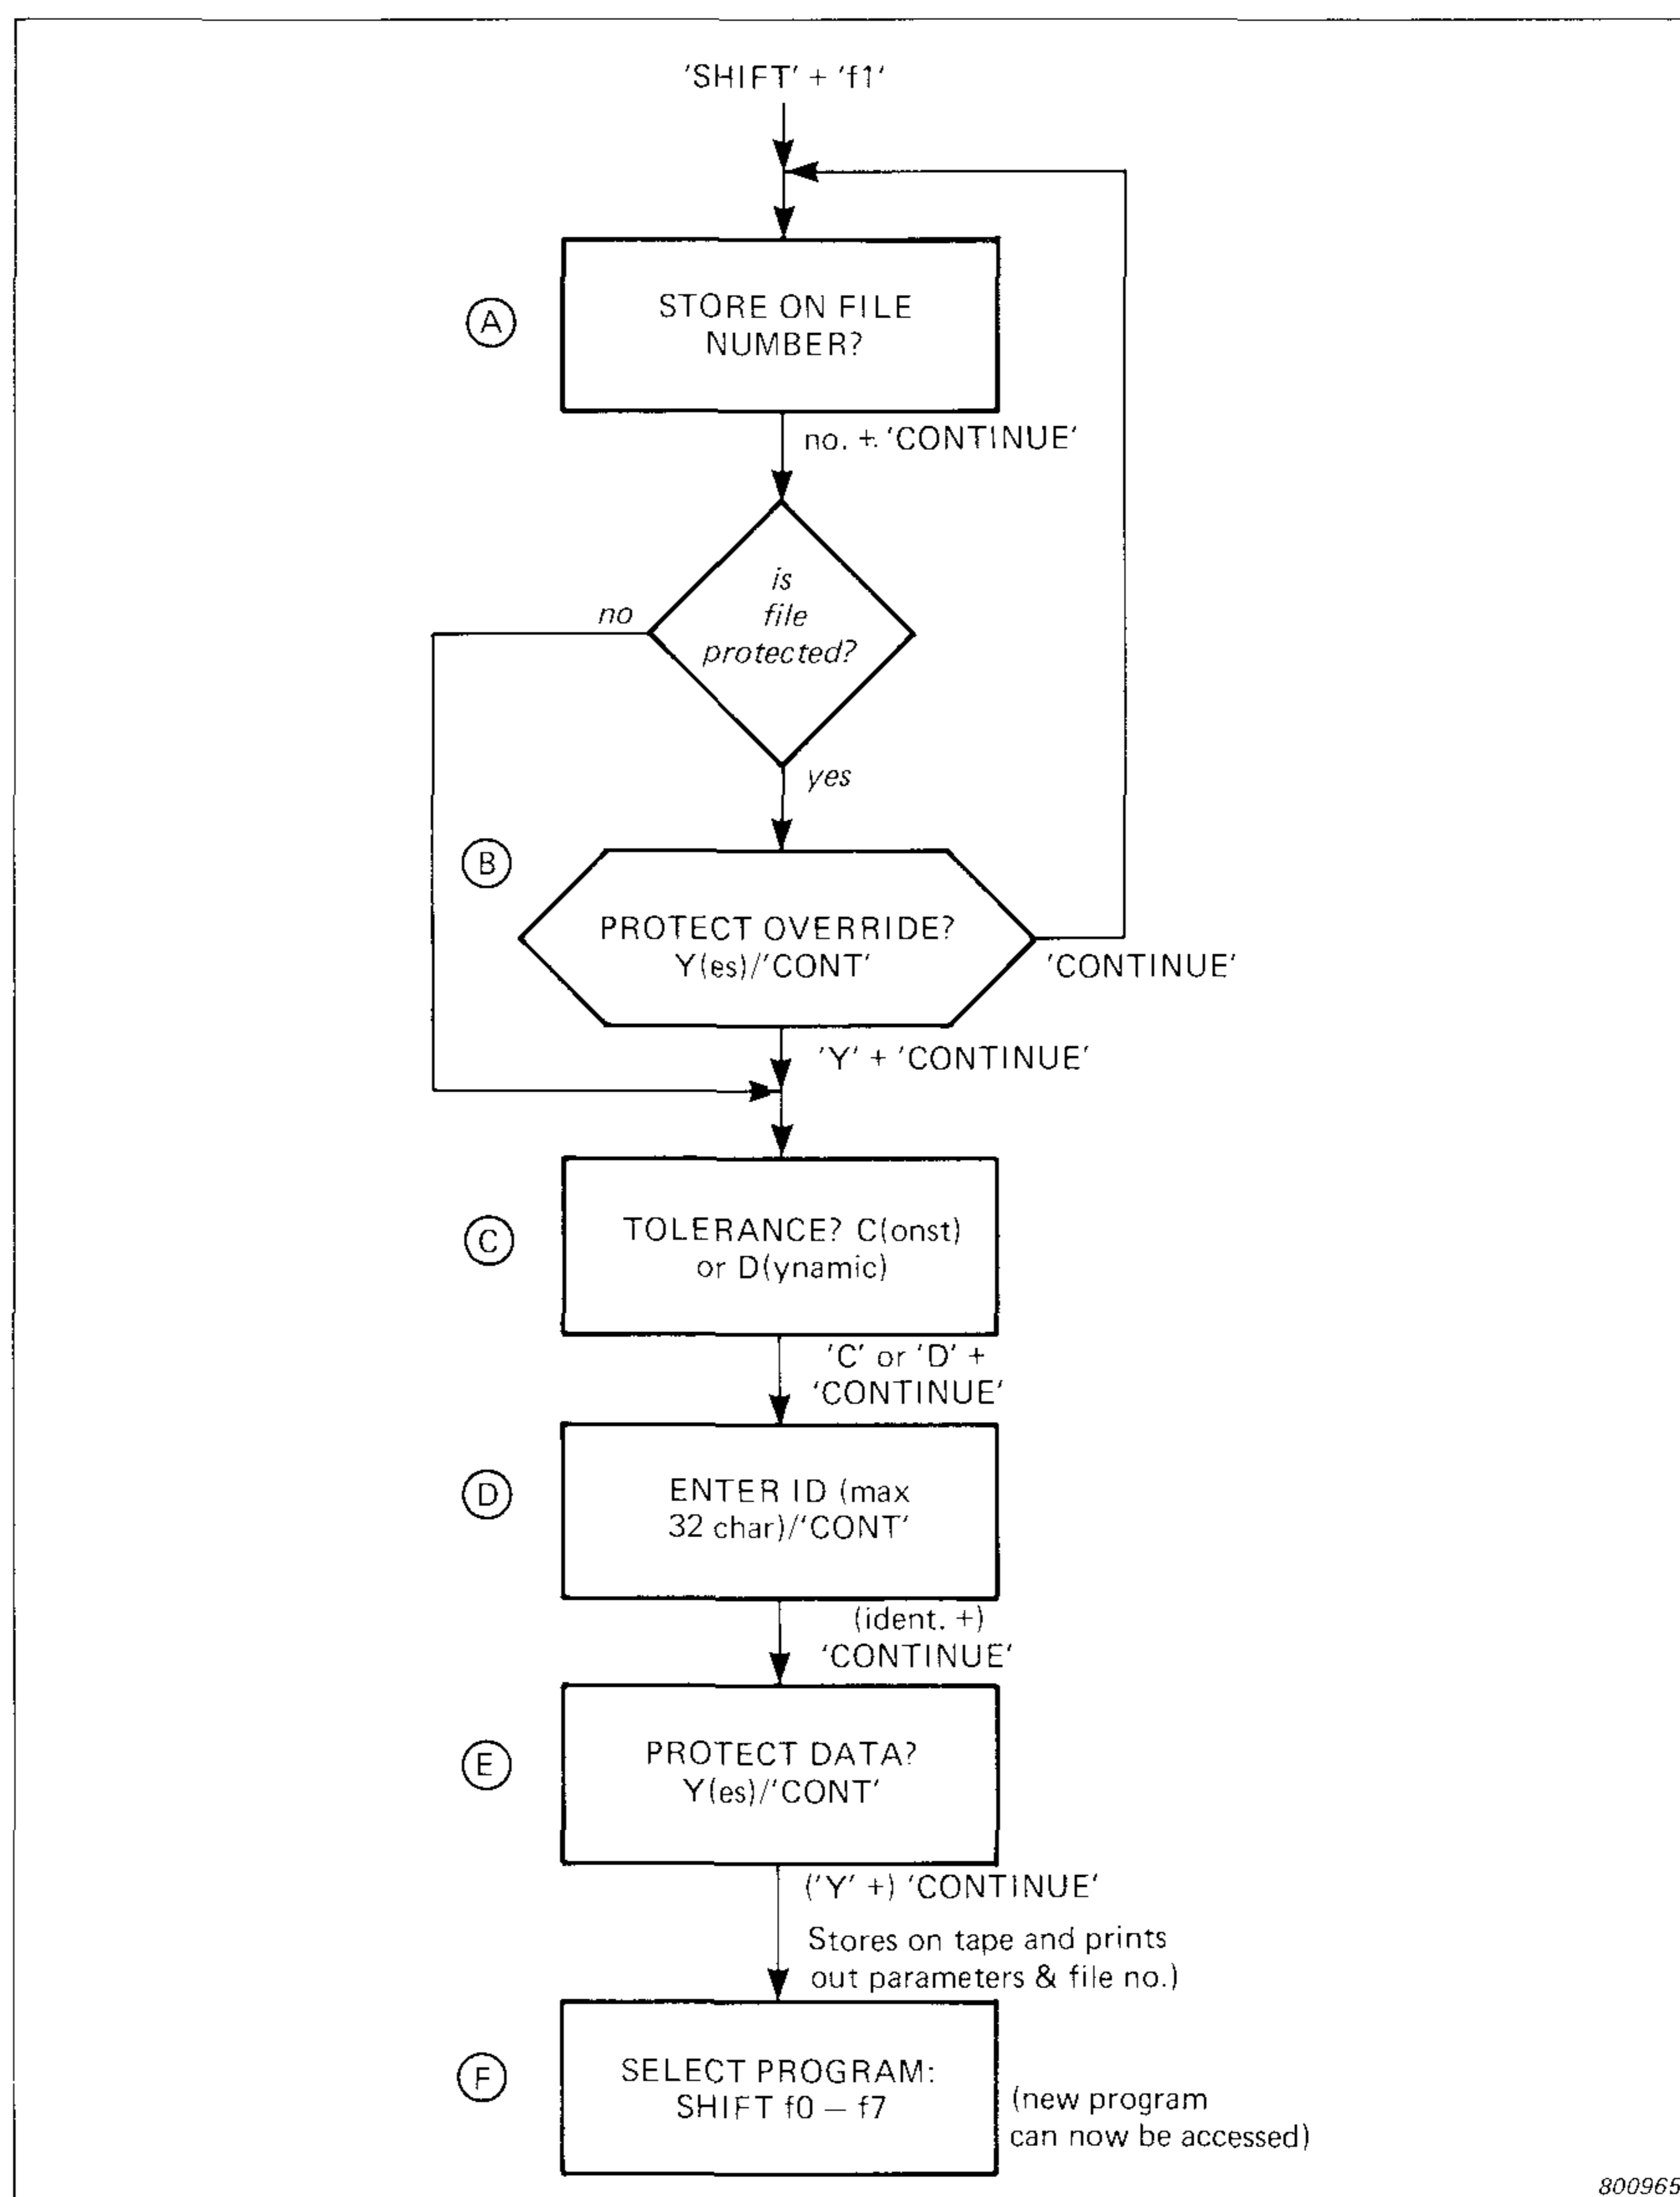 'SHIFT' + 'f1'
A
STORE ON FILE
NUMBER?
no. +. 'CONTINUE'
is
file
protected?
no
yes
B
PROTECT OVERRIDE?
Y(es)/'CONT'
'CONTINUE'
'Y' + 'CONTINUE'
C
TOLERANCE? C(onst)
or D(ynamic)
'C' or 'D' +
'CONTINUE'
D
ENTER ID (max
32 char)/'CONT'
(ident. +)
'CONTINUE'
E
PROTECT DATA?
Y(es)/'CONT'
('Y' +) 'CONTINUE'
Stores on tape and prints
out parameters & file no.)
F
SELECT PROGRAM:
SHIFT f0 – f7
(new program
can now be accessed)
800965